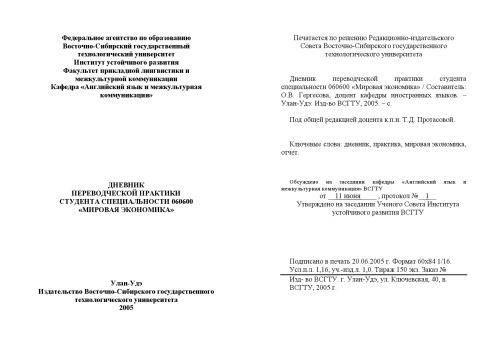 Федеральное агентство по образованию
Восточно-Сибирский государственный
технологический университет
Институт устойчивого развития
Факультет прикладной лингвистики и
межкультурной коммуникации
Кафедра «Английский язык и межкультурная
коммуникация»
ДНЕВНИК
ПЕРЕВОДЧЕСКОЙ ПРАКТИКИ
СТУДЕНТА СПЕЦИАЛЬНОСТИ 060600
«МИРОВАЯ ЭКОНОМИКА»
Улан-Удэ
Издательство Восточно-Сибирского государственного
технологического университета
2005
Печатается по решению Редакционно-издательского
Совета Восточно-Сибирского государственного
технологического университета
Дневник переводческой практики студента
специальности 060600 «Мировая экономика» / Составитель:
О.В. Гергесова, доцент кафедры иностранных языков. –
Улан-Удэ: Изд-во ВСГТУ, 2005. – с.
Под общей редакцией доцента к.п.н. Т.Д. Протасовой.
Ключевые слова: дневник, практика, мировая экономика,
отчет.
Обсуждено на заседании кафедры «Английский язык и
межкультурная коммуникация» ВСГТУ
от __11 июня____ , протокол №__1__
Утверждено на заседании Ученого Совета Института
устойчивого развития ВСГТУ
Подписано в печать 20.06.2005 г. Формат 60х84 1/16.
Усл.п.л. 1,16, уч.-изд.л. 1,0. Тираж 150 экз. Заказ №
Изд- во ВСГТУ. г. Улан-Удэ, ул. Ключевская, 40, в.
ВСГТУ, 2005 г.